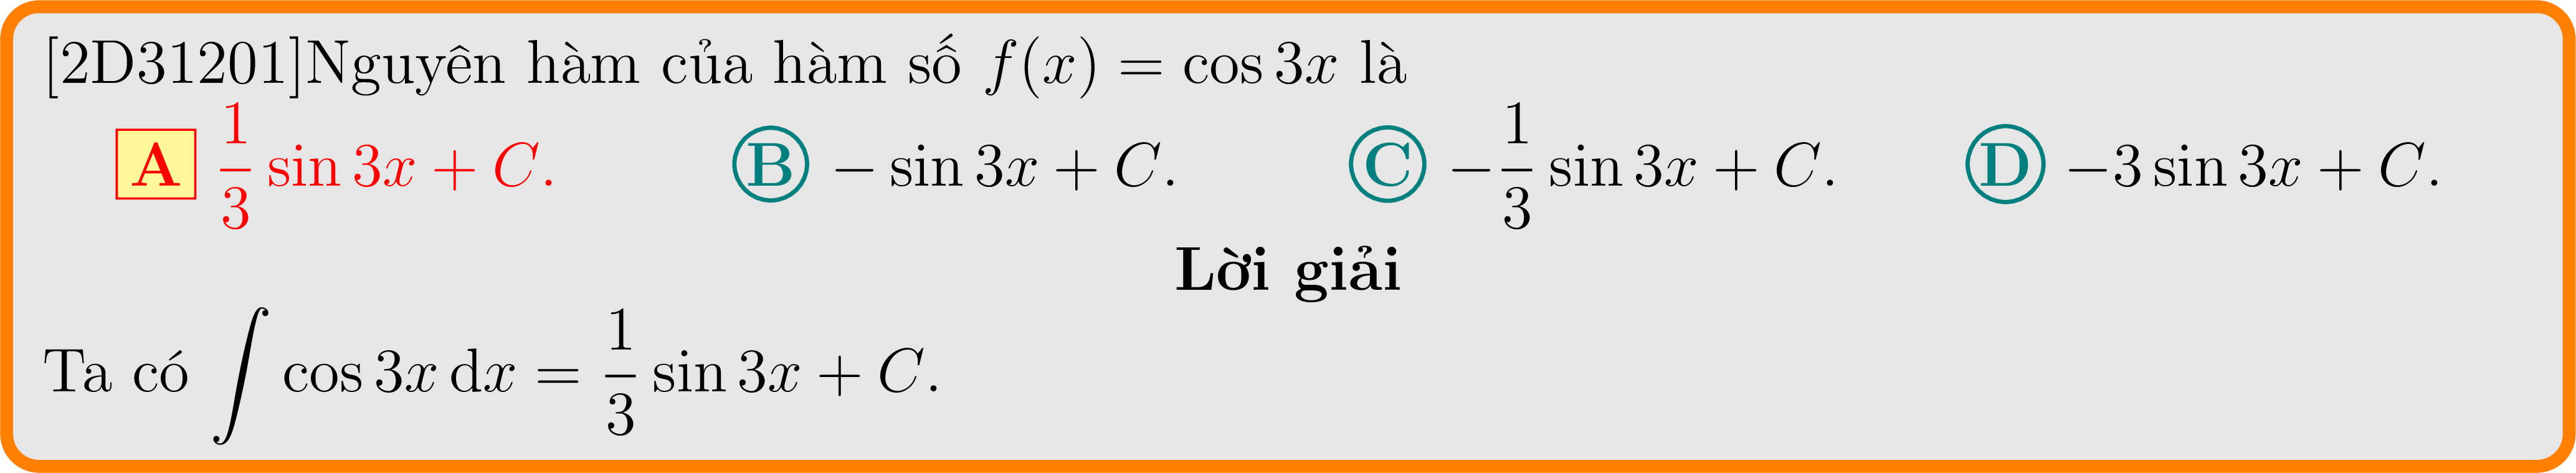 [2D31201]Nguyên hàm của hàm số f(x) = cos 3x là
A \frac{1}{3} sin 3x + C. B − sin 3x + C. C −\frac{1}{3} sin 3x + C. D −3 sin 3x + C.
Lời giải
Ta có ∫ cos 3x dx = \frac{1}{3} sin 3x + C.